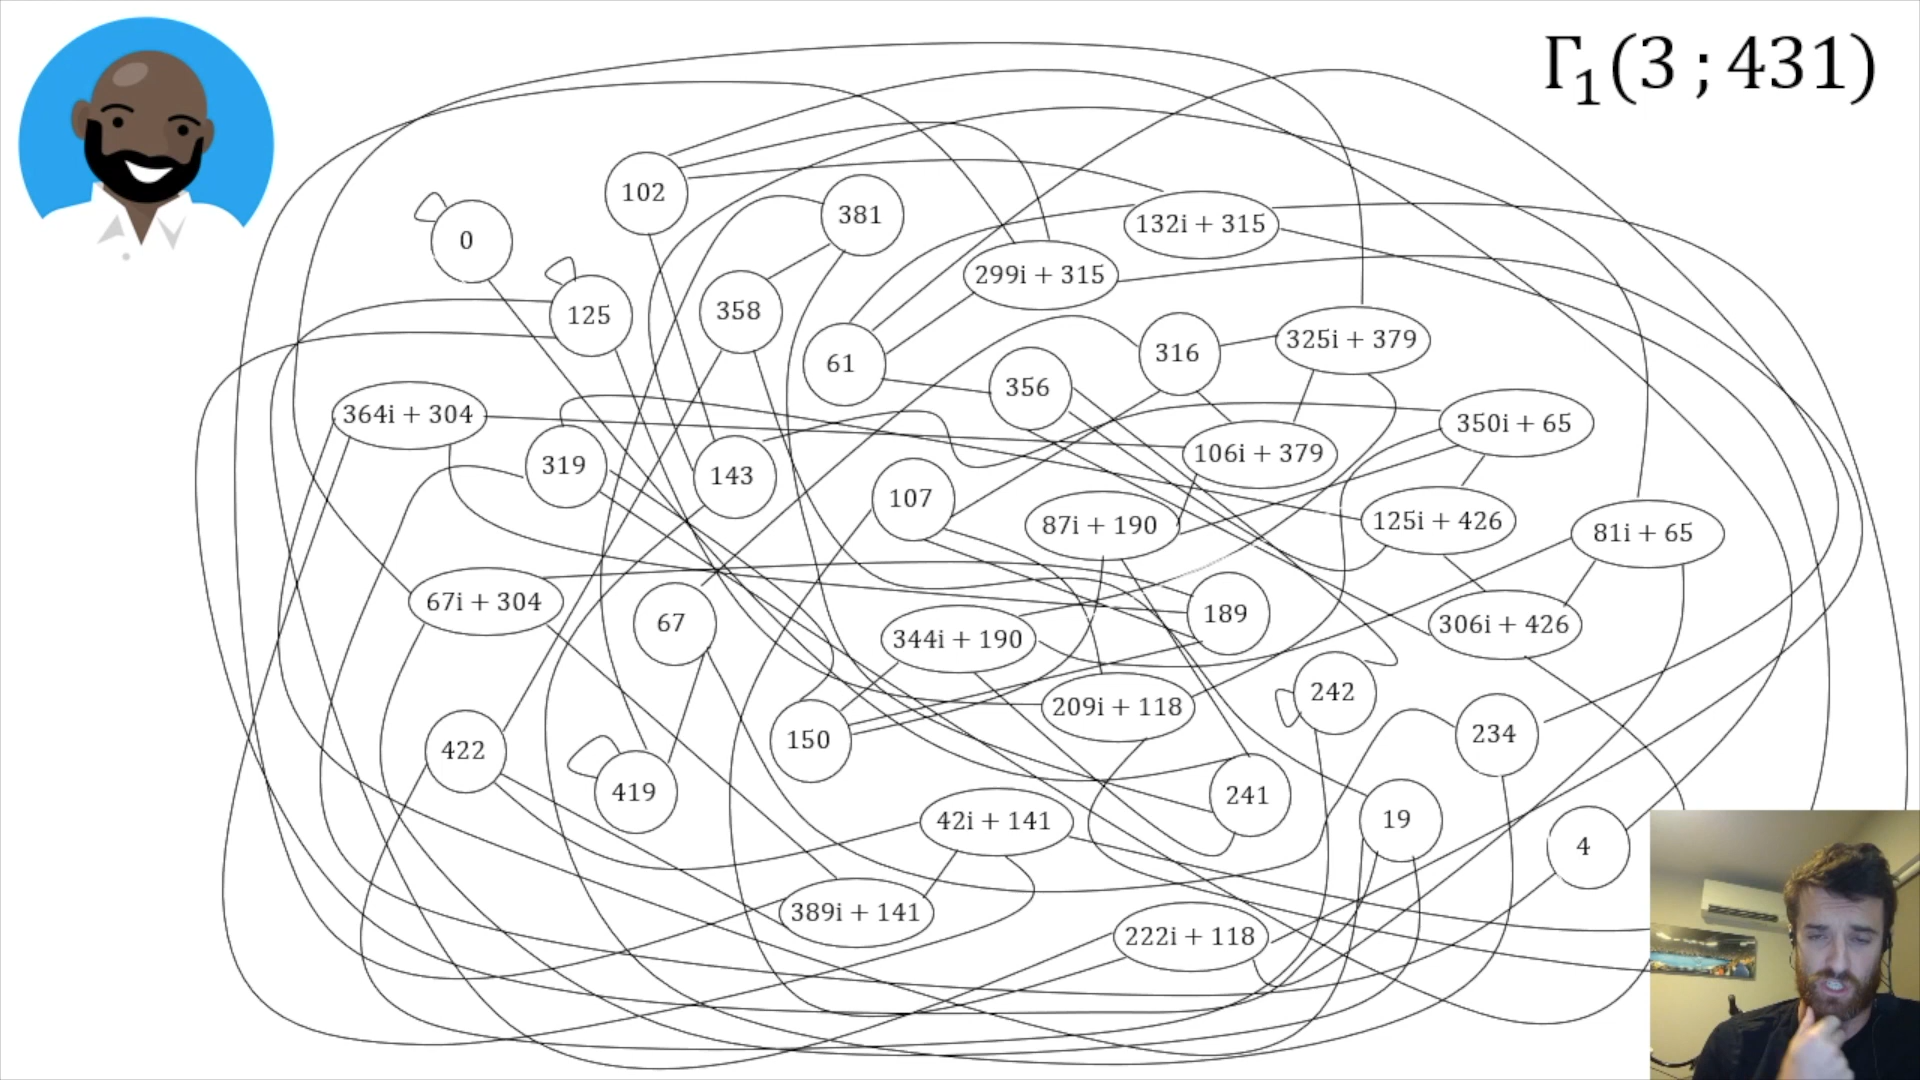 Γ₁(3 ; 431)
102
381
132i + 315
0
299i + 315
125
358
316
325i + 379
61
356
364i + 304
350i + 65
319
143
106i + 379
107
87i + 190
125i + 426
81i + 65
67i + 304
67
189
344i + 190
306i + 426
242
209i + 118
234
422
150
419
241
42i + 141
19
4
389i + 141
222i + 118